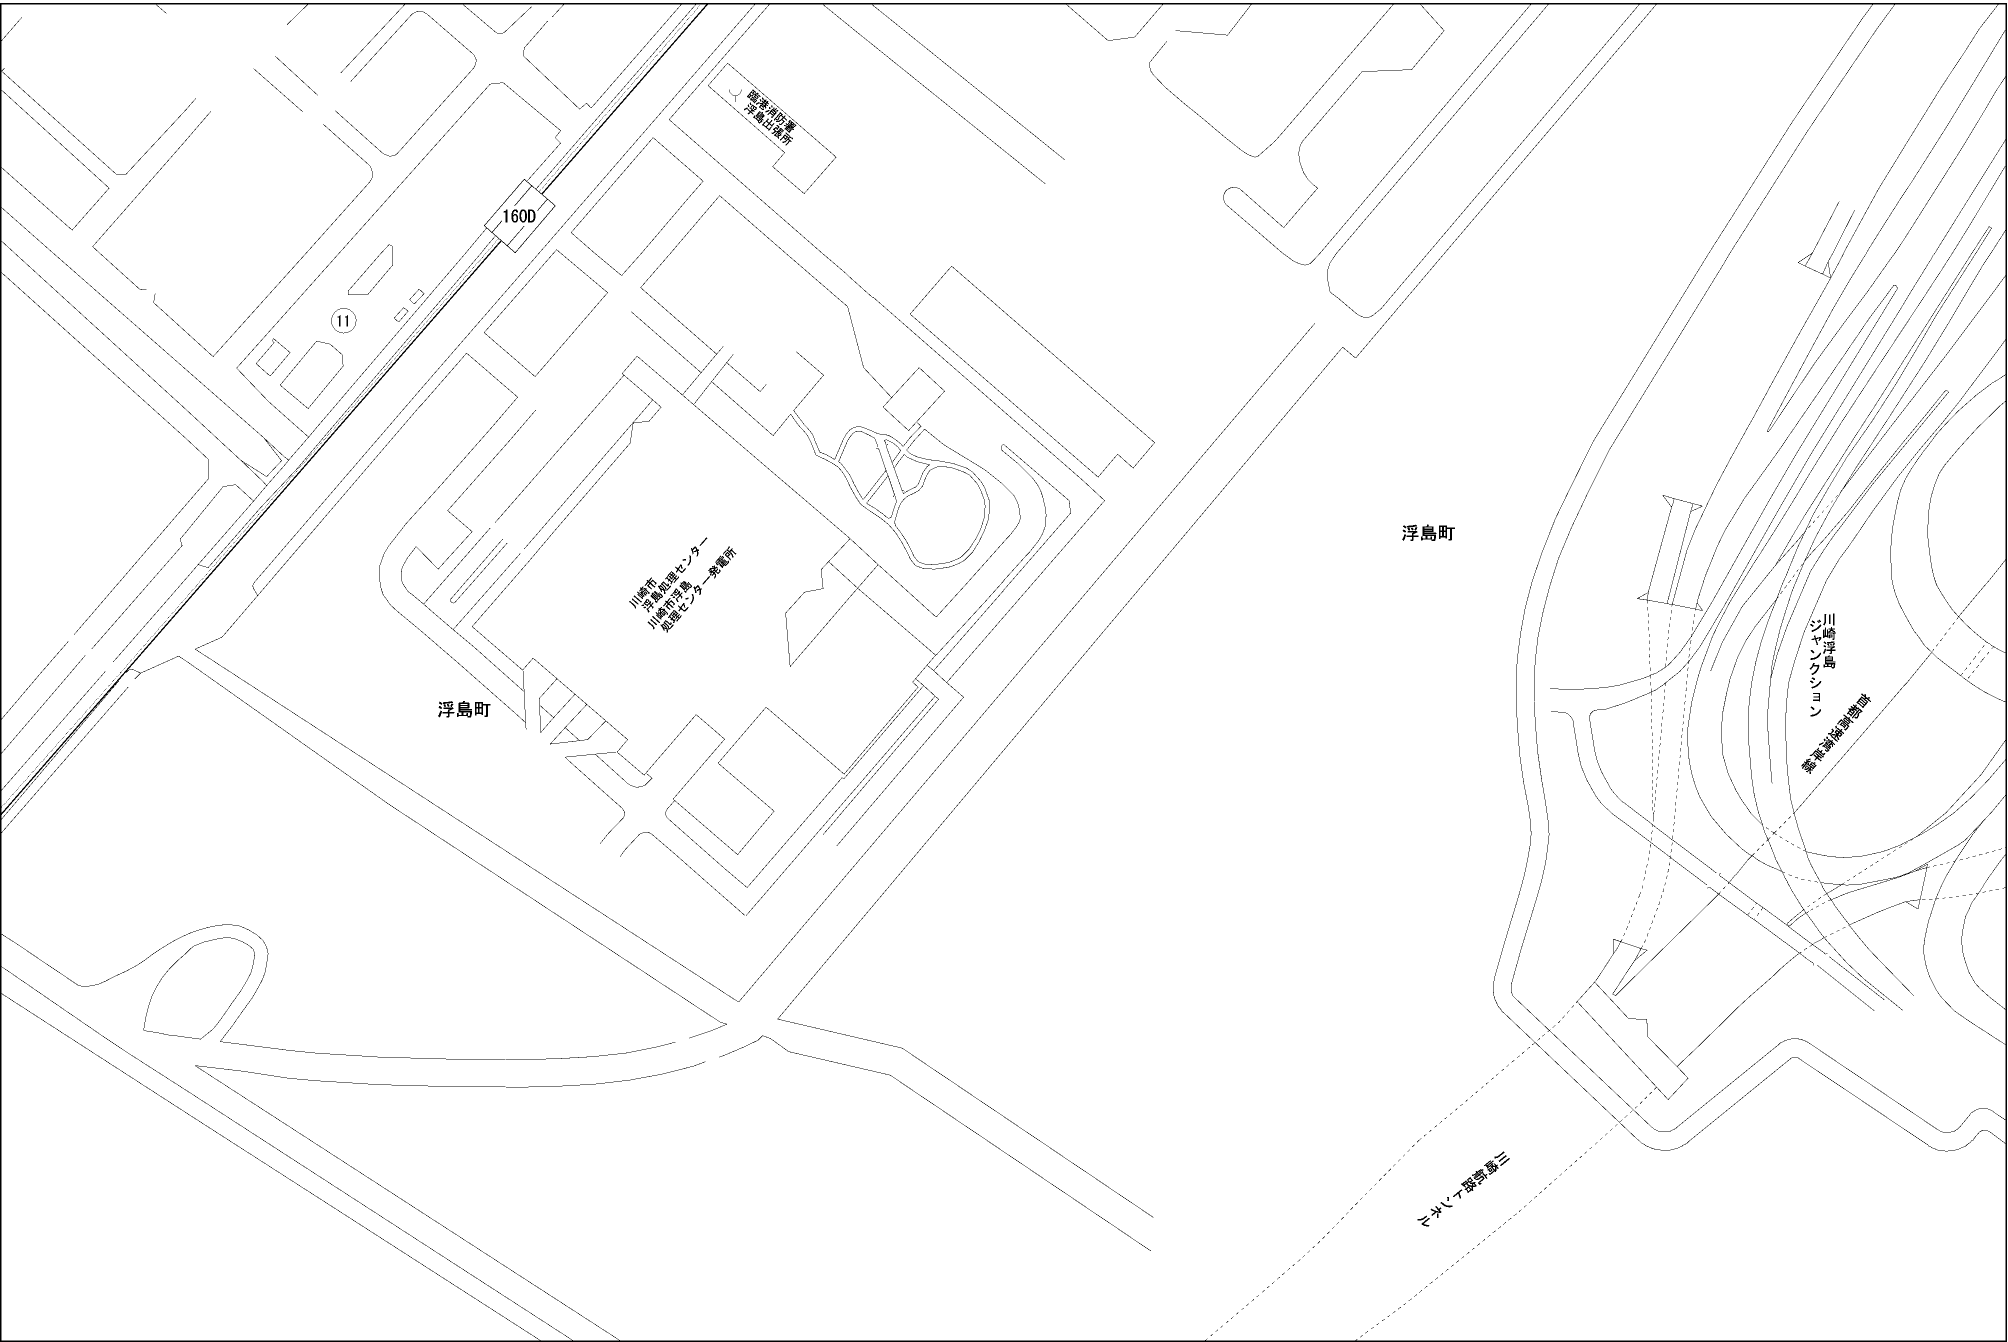 臨港消防署
浮島出張所
160D
11
浮島町
川崎市
浮島処理センター
川崎市浮島
処理センター発電所
浮島町
川崎浮島
ジャンクション
首都高速湾岸線
川崎航路トンネル